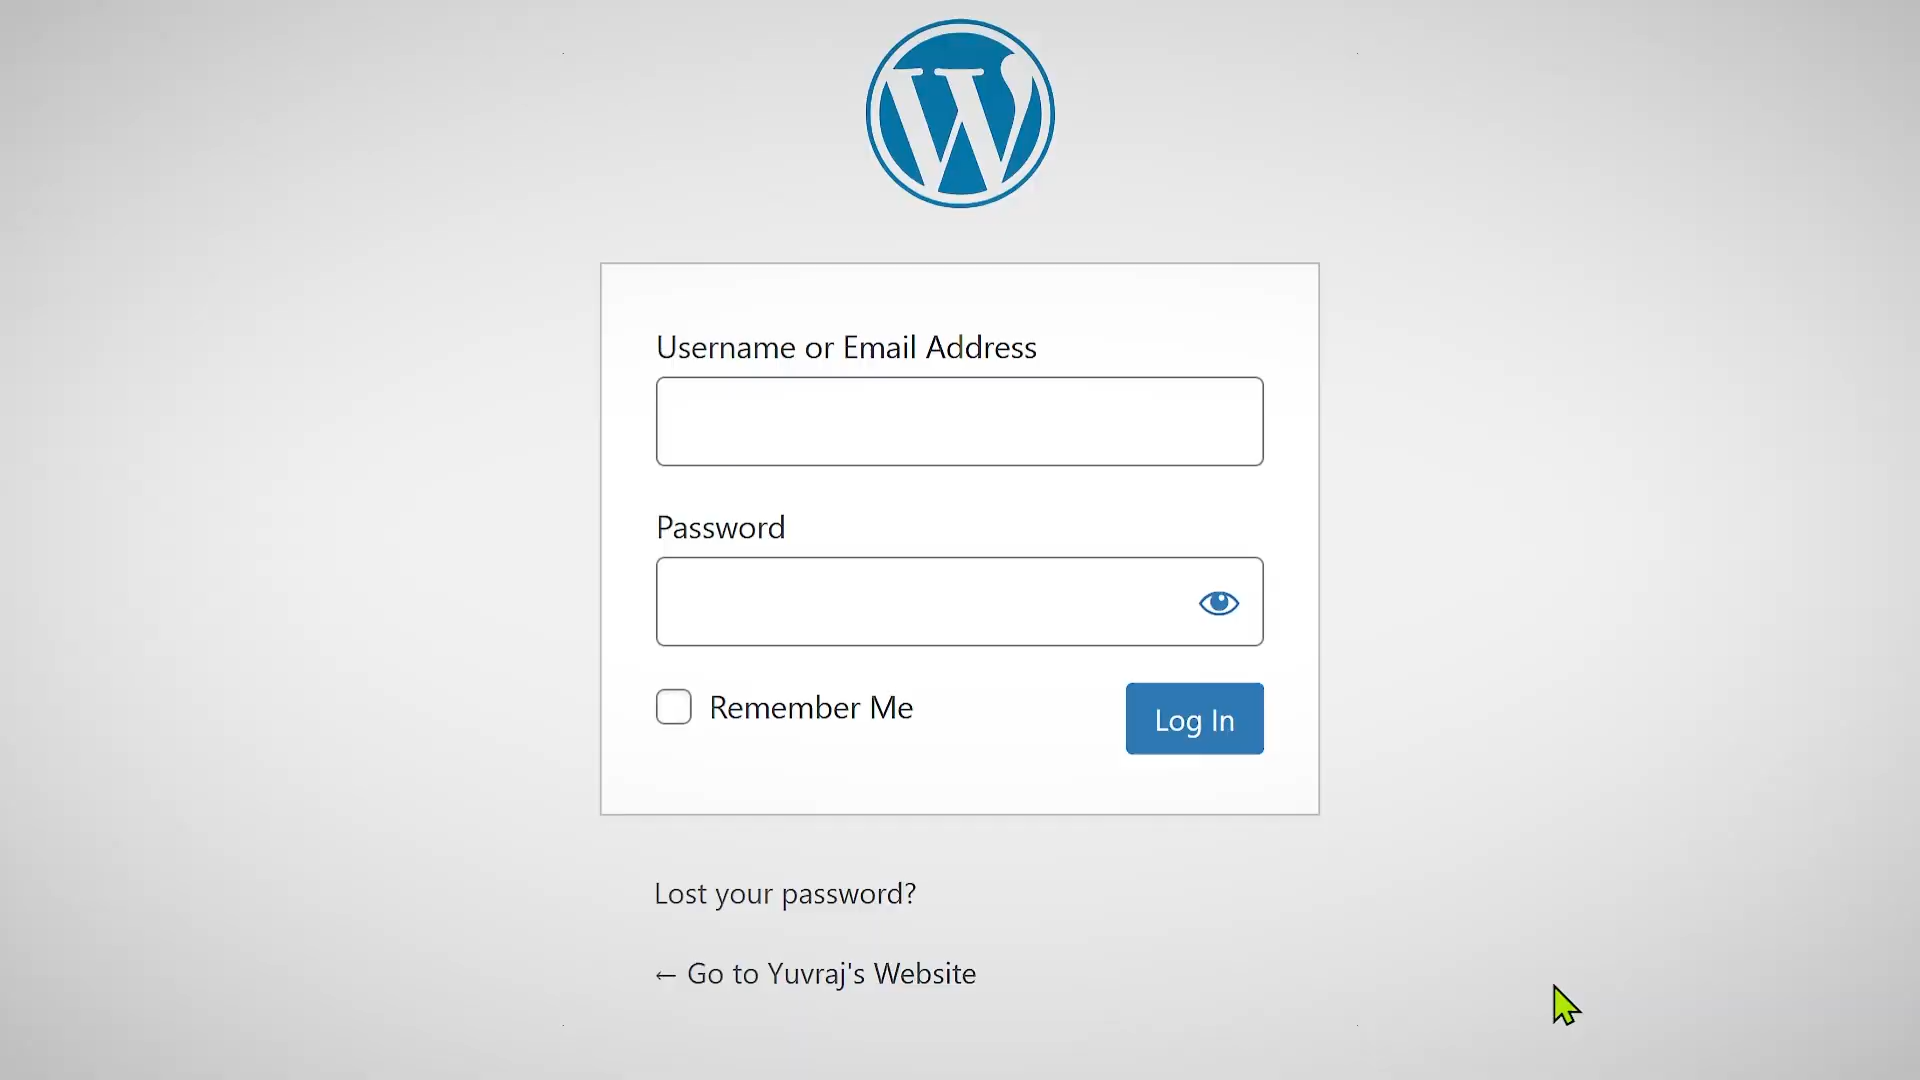 Username or Email Address
Password
Remember Me
Log In
Lost your password?
← Go to Yuvraj's Website